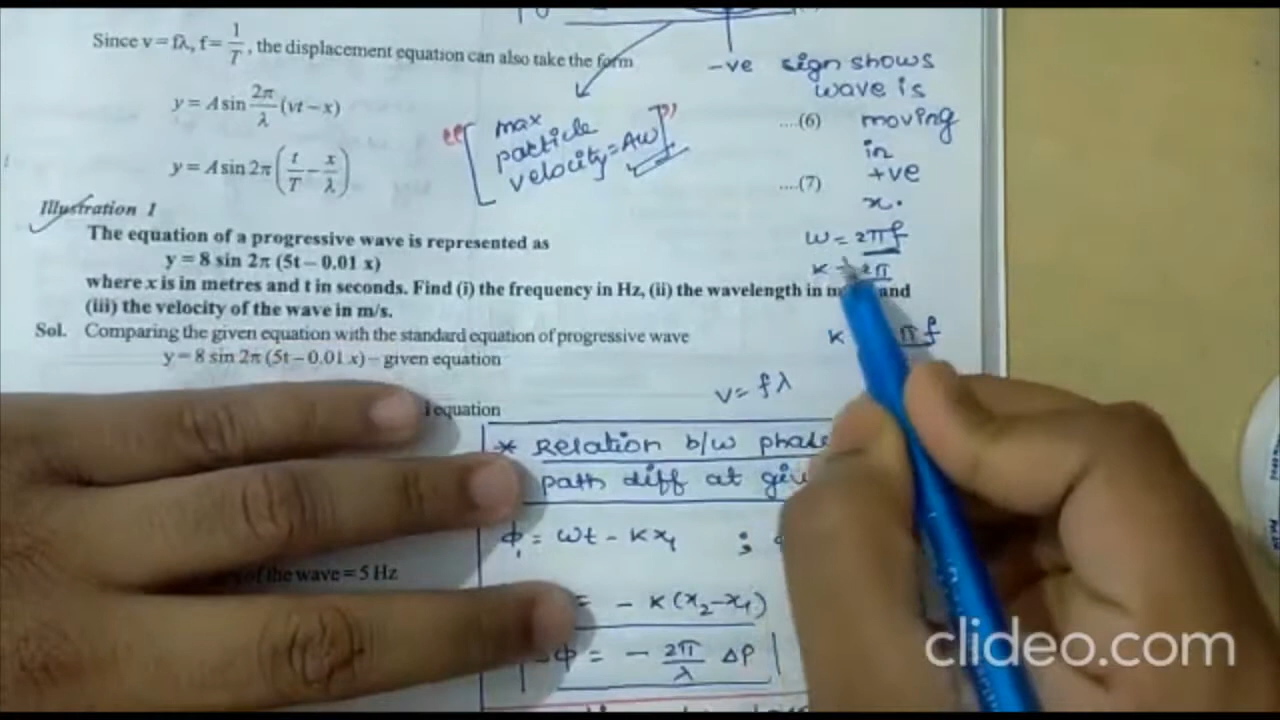 Since v = fλ, f = 1/T, the displacement equation can also take the form
-ve sign shows
wave is
moving
in
+ve
x.
y = A sin 2π/λ (vt – x)
....(6)
max
particle
velocity = Aω
y = A sin 2π (t/T – x/λ)
....(7)
Illustration 1
The equation of a progressive wave is represented as
y = 8 sin 2π (5t – 0.01 x)
where x is in metres and t in seconds. Find (i) the frequency in Hz, (ii) the wavelength in and
(iii) the velocity of the wave in m/s.
ω = 2πf
K = 2π
K πf
Sol. Comparing the given equation with the standard equation of progressive wave
y = 8 sin 2π (5t – 0.01 x) – given equation
v = fλ
equation
* Relation b/w phase
path diff at
ϕ₁ = ωt - Kx₁ ;
of the wave = 5 Hz
= - K(x₂-x₁)
ϕ = - 2π/λ ΔP
clideo.com